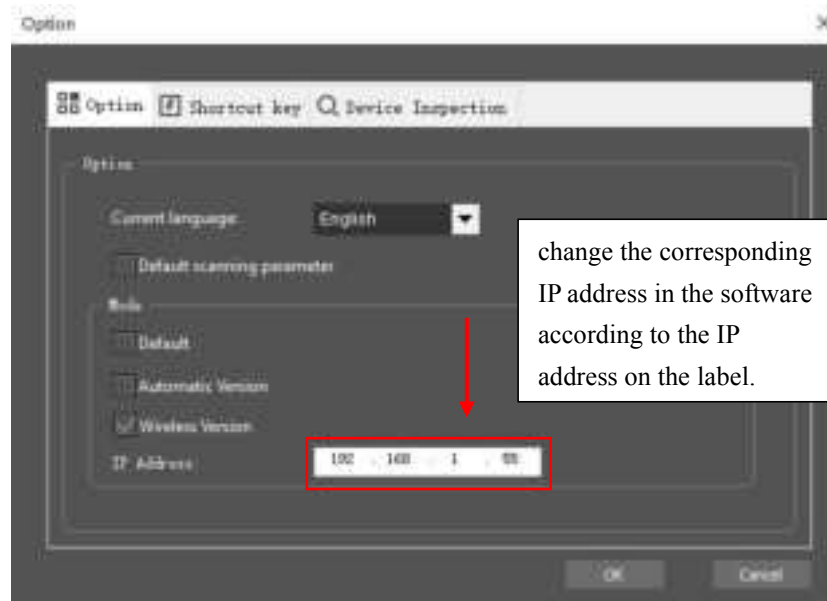 Option
Option Shortcut key Device Inspection
Option
Current language: English
Default scanning parameter
Mode
Default
Automatic Version
Wireless Version
IP Address 192 . 168 . 1 .
change the corresponding
IP address in the software
according to the IP
address on the label.
OK Cancel